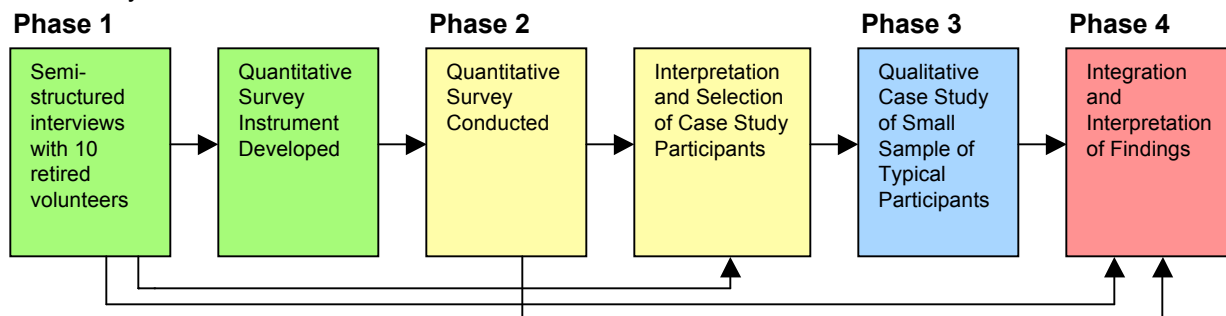 Phase 1
Phase 2
Phase 3
Phase 4
Semi-
structured
interviews
with 10
retired
volunteers
Quantitative
Survey
Instrument
Developed
Quantitative
Survey
Conducted
Interpretation
and Selection
of Case Study
Participants
Qualitative
Case Study
of Small
Sample of
Typical
Participants
Integration
and
Interpretation
of Findings